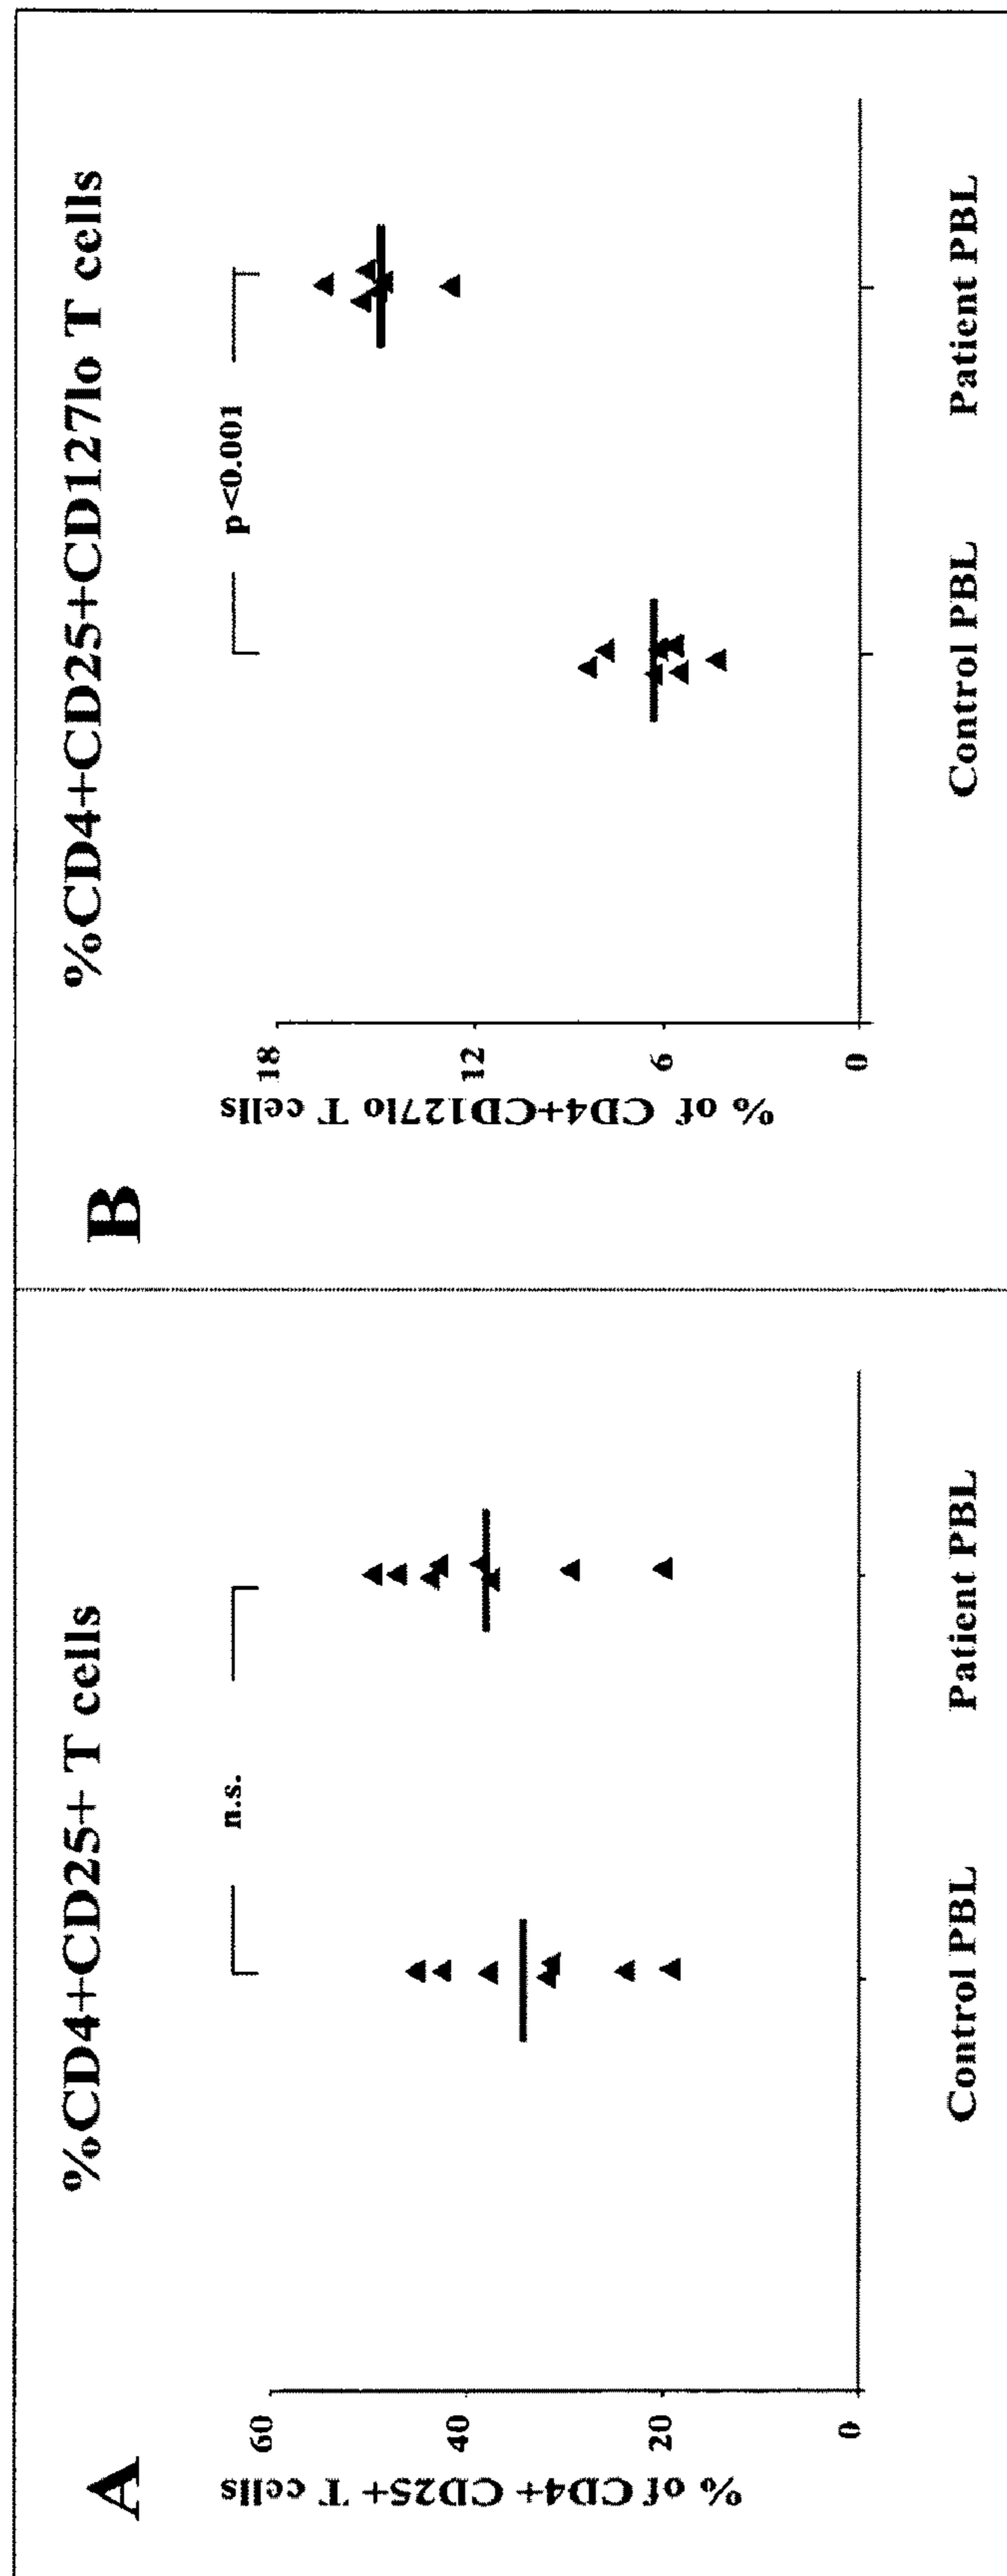 A
%CD4+CD25+ T cells
n.s.
% of CD4+ CD25+ T cells
60
40
20
0
Control PBL
Patient PBL
B
%CD4+CD25+CD127lo T cells
p<0.001
% of CD4+CD127lo T cells
18
12
6
0
Control PBL
Patient PBL